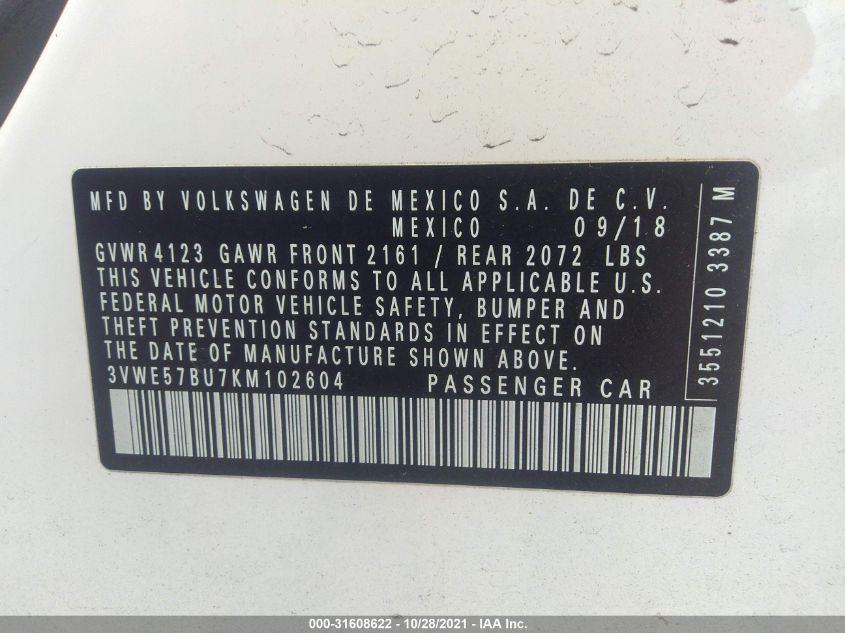 MFD BY VOLKSWAGEN DE MEXICO S.A. DE C.V.
MEXICO 09/18
GVWR 4123 GAWR FRONT 2161 / REAR 2072 LBS
THIS VEHICLE CONFORMS TO ALL APPLICABLE U.S.
FEDERAL MOTOR VEHICLE SAFETY, BUMPER AND
THEFT PREVENTION STANDARDS IN EFFECT ON
THE DATE OF MANUFACTURE SHOWN ABOVE.
3VWE57BU7KM102604 PASSENGER CAR
3551210 3387 M
000-31608622 - 10/28/2021 - IAA Inc.